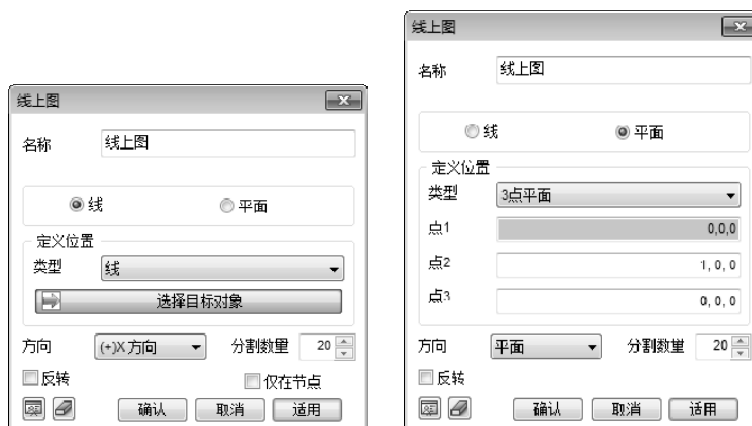 线上图
名称 线上图
线 平面
定义位置
类型 线
选择目标对象
方向 (+)X 方向 分割数量 20
反转 仅在节点
确认 取消 适用
线上图
名称 线上图
线 平面
定义位置
类型 3点平面
点1 0,0,0
点2 1, 0, 0
点3 0, 0, 0
方向 平面 分割数量 20
反转
确认 取消 适用